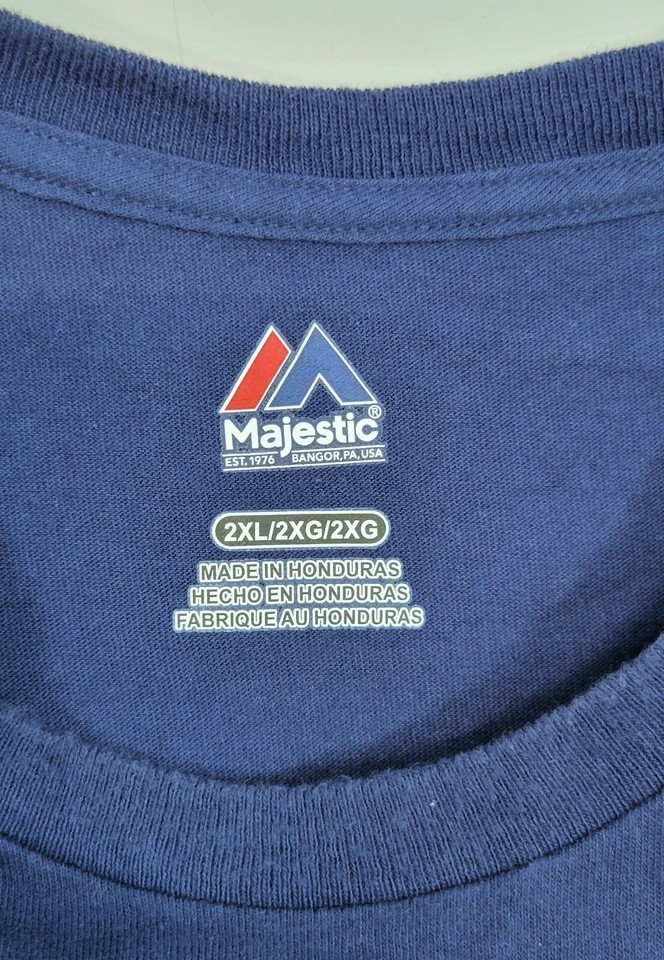 Majestic®
EST. 1976 BANGOR, PA, USA
2XL/2XG/2XG
MADE IN HONDURAS
HECHO EN HONDURAS
FABRIQUE AU HONDURAS